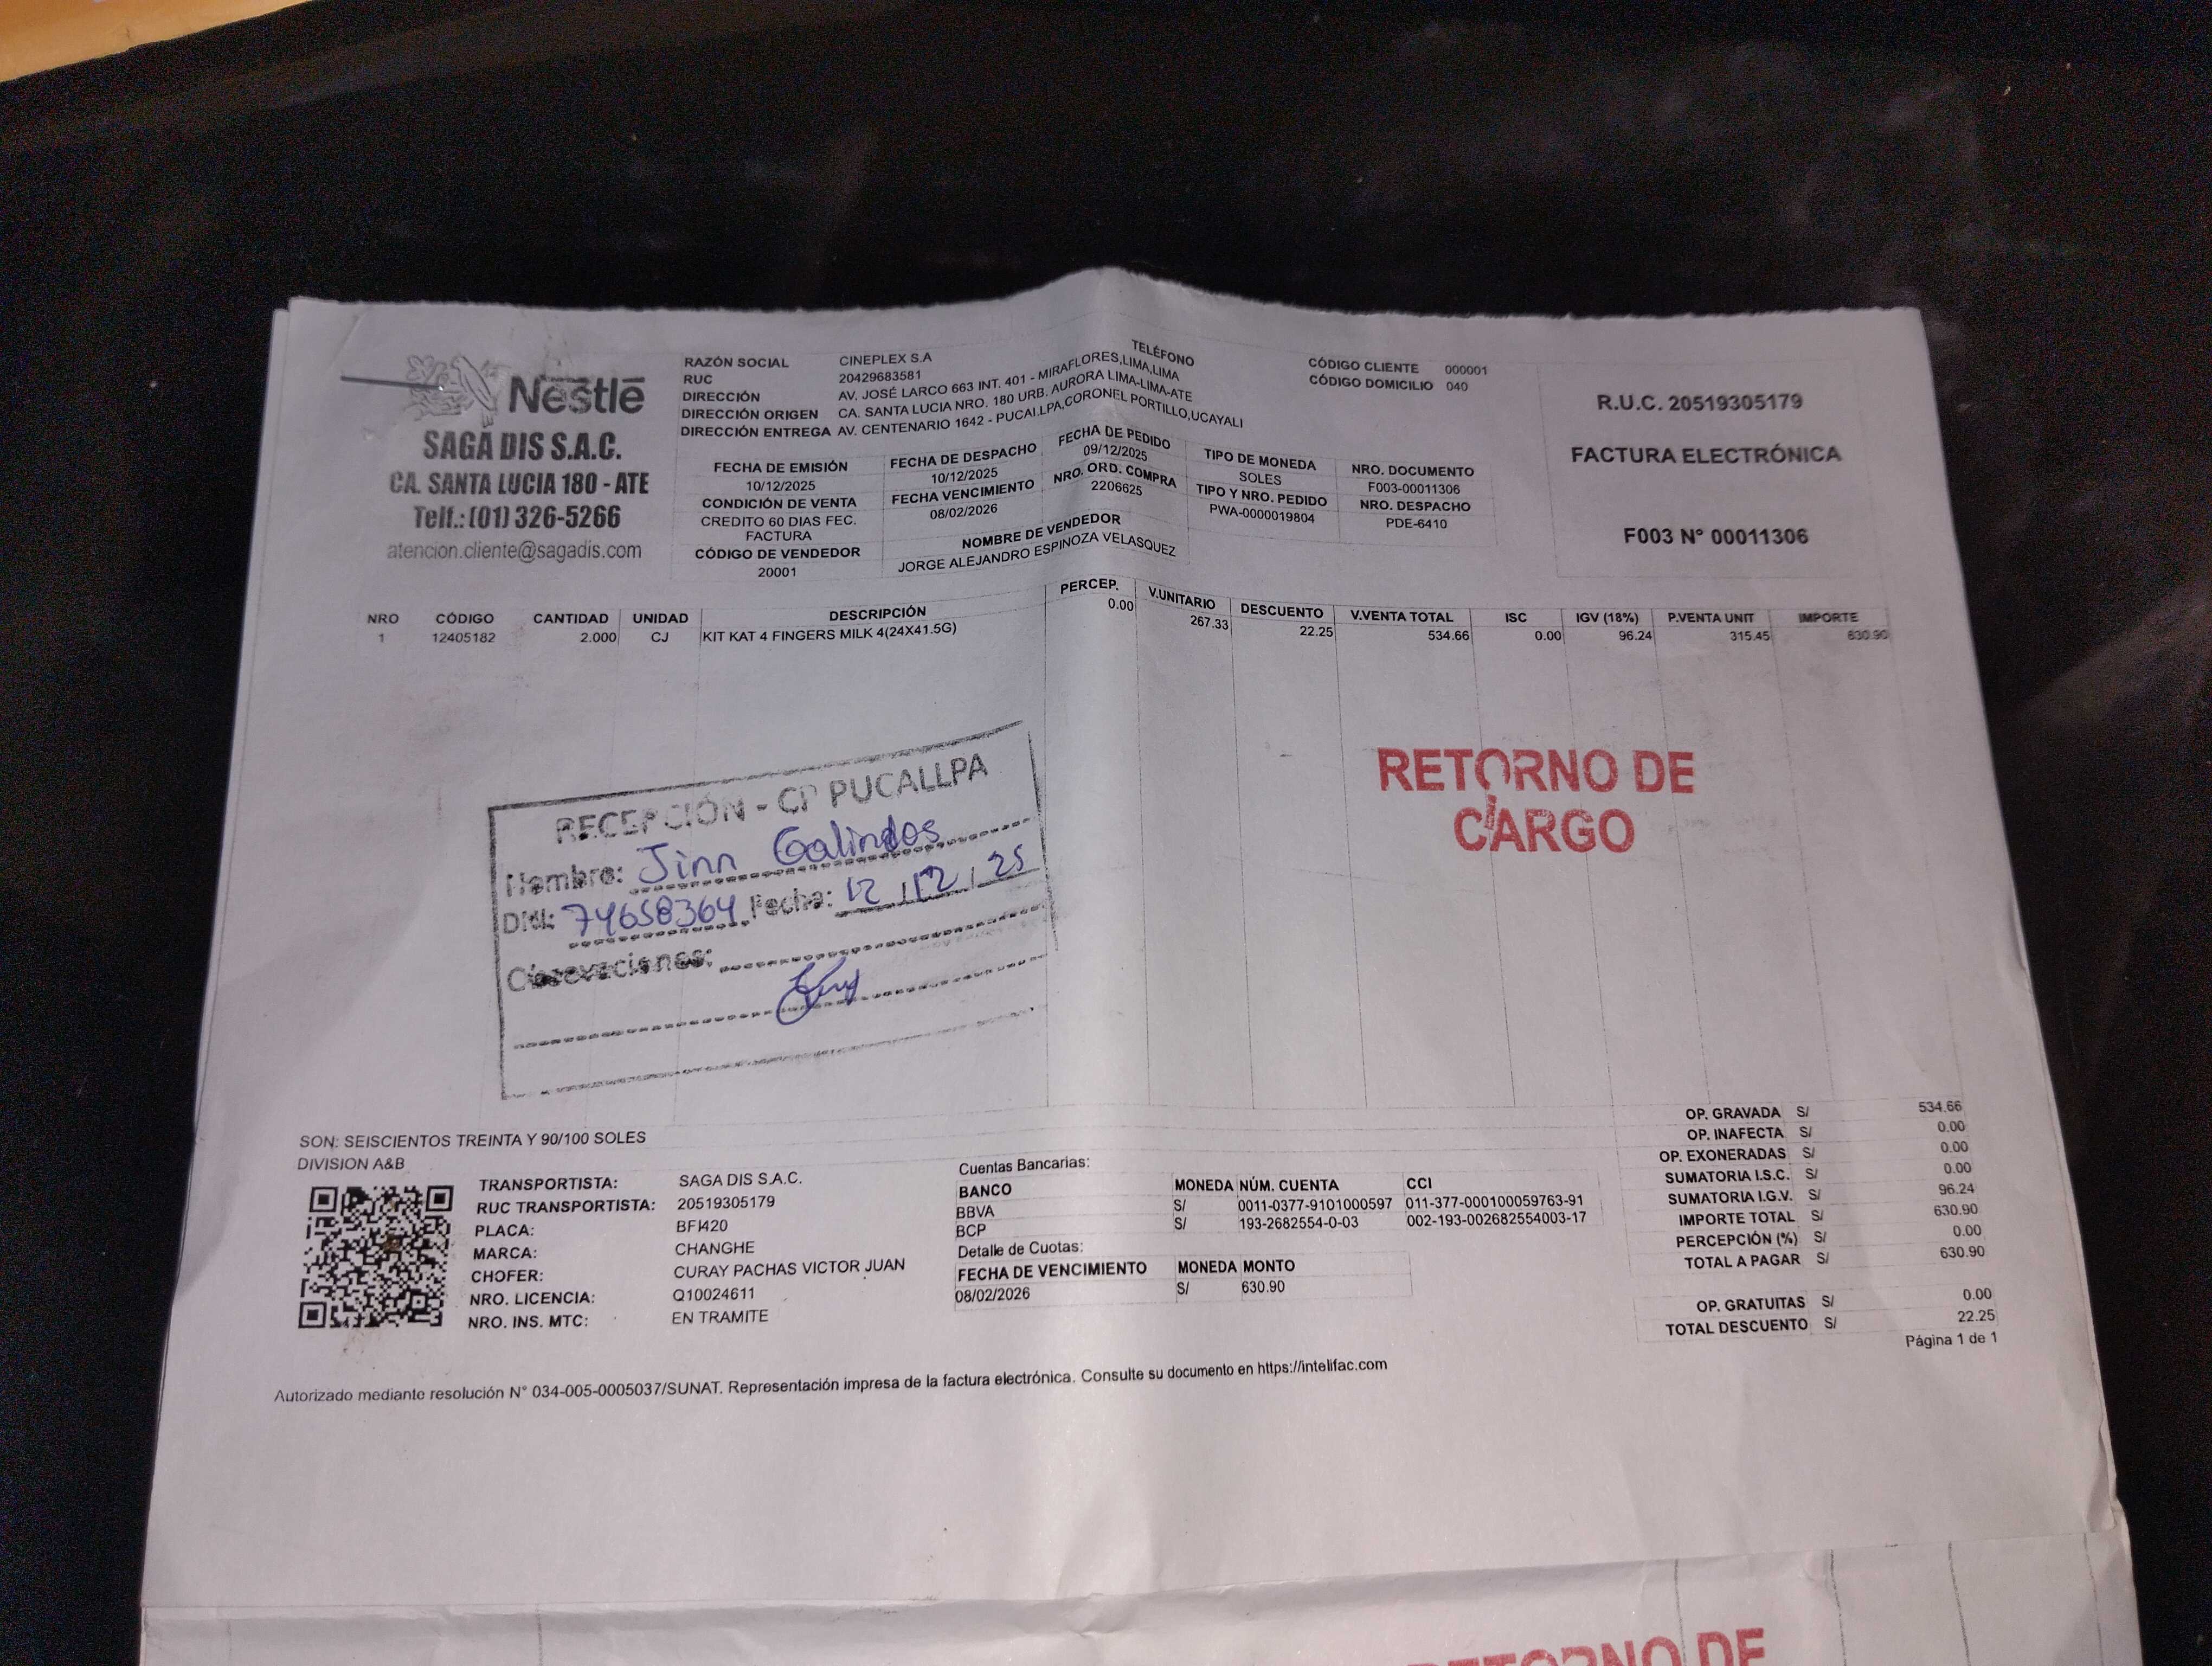 Nestlé
SAGA DIS S.A.C.
CA. SANTA LUCIA 180 - ATE
Telf.: (01) 326-5266
atencion.cliente@sagadis.com
RAZÓN SOCIAL CINEPLEX S.A TELÉFONO
RUC 20429683581
DIRECCIÓN AV. JOSÉ LARCO 663 INT. 401 - MIRAFLORES,LIMA,LIMA
DIRECCIÓN ORIGEN CA. SANTA LUCIA NRO. 180 URB. AURORA LIMA-LIMA-ATE
DIRECCIÓN ENTREGA AV. CENTENARIO 1642 - PUCALLPA,CORONEL PORTILLO,UCAYALI
CÓDIGO CLIENTE 000001
CÓDIGO DOMICILIO 040
R.U.C. 20519305179
FACTURA ELECTRÓNICA
F003 N° 00011306
FECHA DE EMISIÓN FECHA DE DESPACHO FECHA DE PEDIDO TIPO DE MONEDA NRO. DOCUMENTO
10/12/2025 10/12/2025 09/12/2025 SOLES F003-00011306
CONDICIÓN DE VENTA FECHA VENCIMIENTO NRO. ORD. COMPRA TIPO Y NRO. PEDIDO NRO. DESPACHO
CREDITO 60 DIAS FEC. FACTURA 08/02/2026 2206625 PWA-0000019804 PDE-6410
CÓDIGO DE VENDEDOR NOMBRE DE VENDEDOR
20001 JORGE ALEJANDRO ESPINOZA VELASQUEZ
NRO CÓDIGO CANTIDAD UNIDAD DESCRIPCIÓN PERCEP. V.UNITARIO DESCUENTO V.VENTA TOTAL ISC IGV (18%) P.VENTA UNIT IMPORTE
1 12405182 2.000 CJ KIT KAT 4 FINGERS MILK 4(24X41.5G) 0.00 267.33 22.25 534.66 0.00 96.24 315.45 630.90
RETORNO DE
CARGO
RECEPCIÓN - CP PUCALLPA
Nombre: Jinn Galindos
DNI: 74658364 Fecha: 12/12/25
Obsevaciones:
SON: SEISCIENTOS TREINTA Y 90/100 SOLES
DIVISION A&B
TRANSPORTISTA: SAGA DIS S.A.C.
RUC TRANSPORTISTA: 20519305179
PLACA: BFI420
MARCA: CHANGHE
CHOFER: CURAY PACHAS VICTOR JUAN
NRO. LICENCIA: Q10024611
NRO. INS. MTC: EN TRAMITE
Cuentas Bancarias:
BANCO MONEDA NÚM. CUENTA CCI
BBVA S/ 0011-0377-9101000597 011-377-000100059763-91
BCP S/ 193-2682554-0-03 002-193-002682554003-17
Detalle de Cuotas:
FECHA DE VENCIMIENTO MONEDA MONTO
08/02/2026 S/ 630.90
OP. GRAVADA S/ 534.66
OP. INAFECTA S/ 0.00
OP. EXONERADAS S/ 0.00
SUMATORIA I.S.C. S/ 0.00
SUMATORIA I.G.V. S/ 96.24
IMPORTE TOTAL S/ 630.90
PERCEPCIÓN (%) S/ 0.00
TOTAL A PAGAR S/ 630.90
OP. GRATUITAS S/ 0.00
TOTAL DESCUENTO S/ 22.25
Página 1 de 1
Autorizado mediante resolución N° 034-005-0005037/SUNAT. Representación impresa de la factura electrónica. Consulte su documento en https://intelifac.com
RETORNO DE